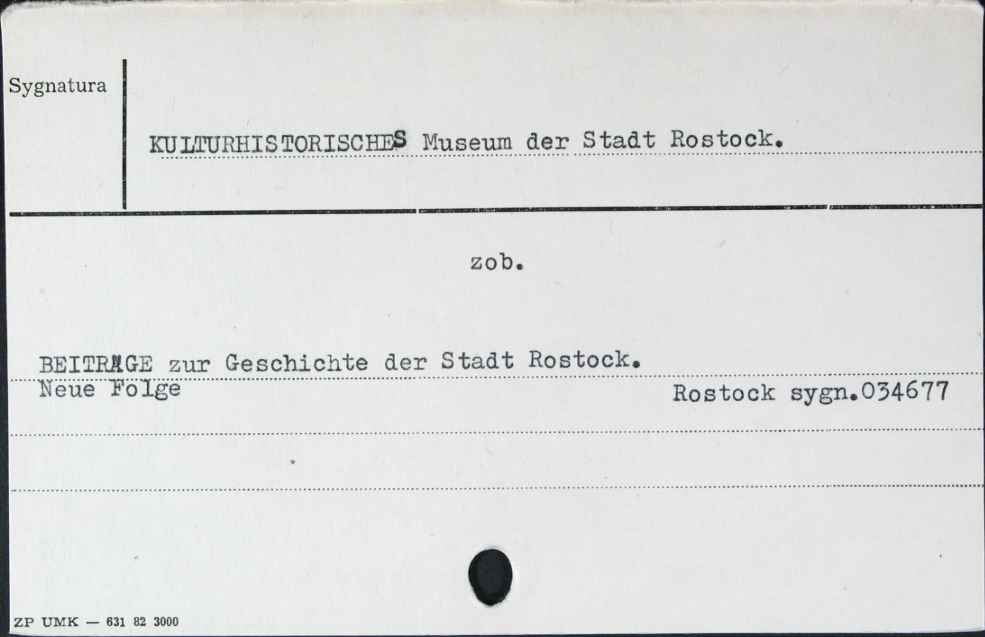 Sygnatura
KULTURHISTORISCHES Museum der Stadt Rostock.
zob.
BEITRÄGE zur Geschichte der Stadt Rostock.
Neue Folge
Rostock sygn.034677
ZP UMK — 631 82 3000